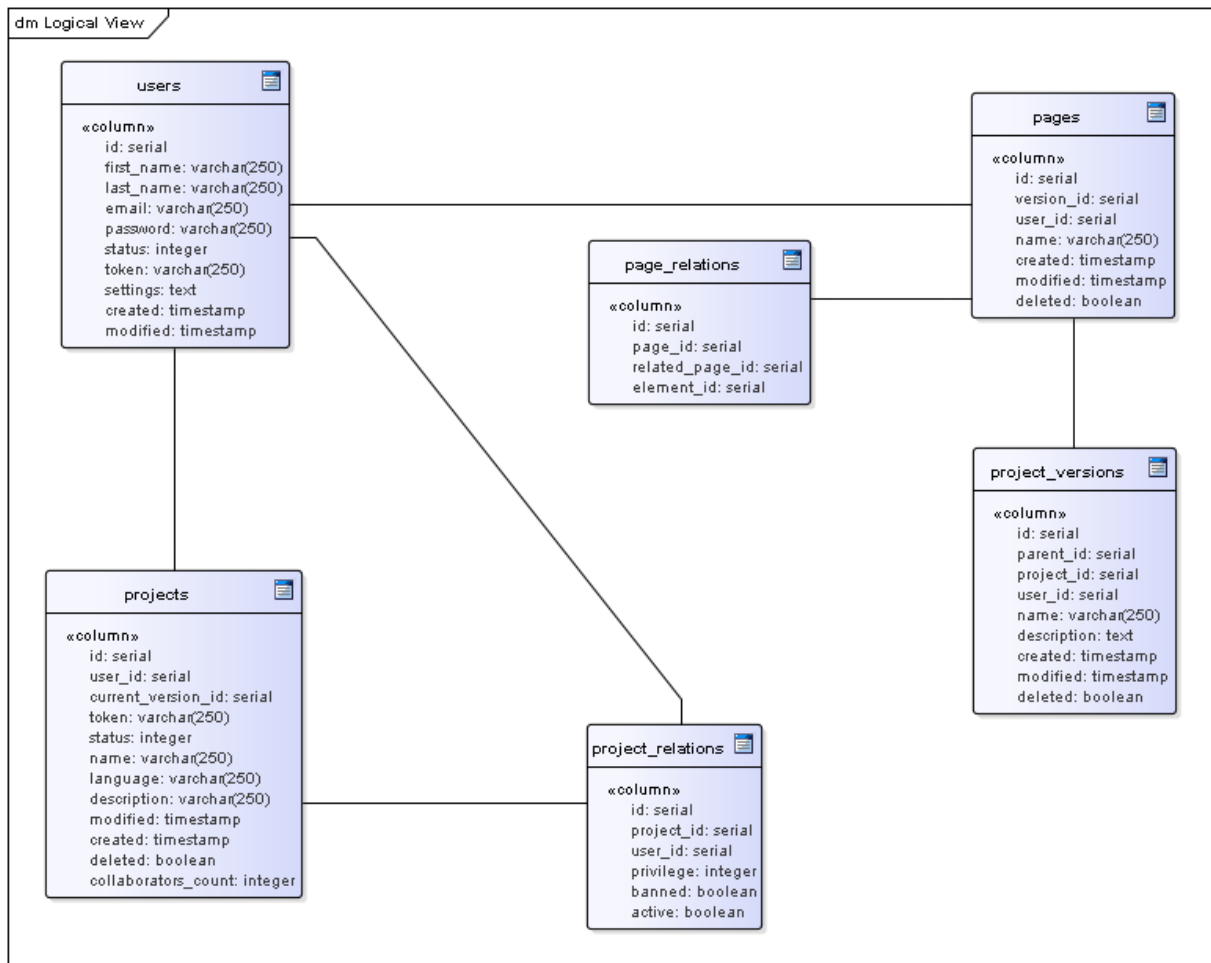 dm Logical View
users
«column»
id: serial
first_name: varchar(250)
last_name: varchar(250)
email: varchar(250)
password: varchar(250)
status: integer
token: varchar(250)
settings: text
created: timestamp
modified: timestamp
pages
«column»
id: serial
version_id: serial
user_id: serial
name: varchar(250)
created: timestamp
modified: timestamp
deleted: boolean
page_relations
«column»
id: serial
page_id: serial
related_page_id: serial
element_id: serial
project_versions
«column»
id: serial
parent_id: serial
project_id: serial
user_id: serial
name: varchar(250)
description: text
created: timestamp
modified: timestamp
deleted: boolean
projects
«column»
id: serial
user_id: serial
current_version_id: serial
token: varchar(250)
status: integer
name: varchar(250)
language: varchar(250)
description: varchar(250)
modified: timestamp
created: timestamp
deleted: boolean
collaborators_count: integer
project_relations
«column»
id: serial
project_id: serial
user_id: serial
privilege: integer
banned: boolean
active: boolean